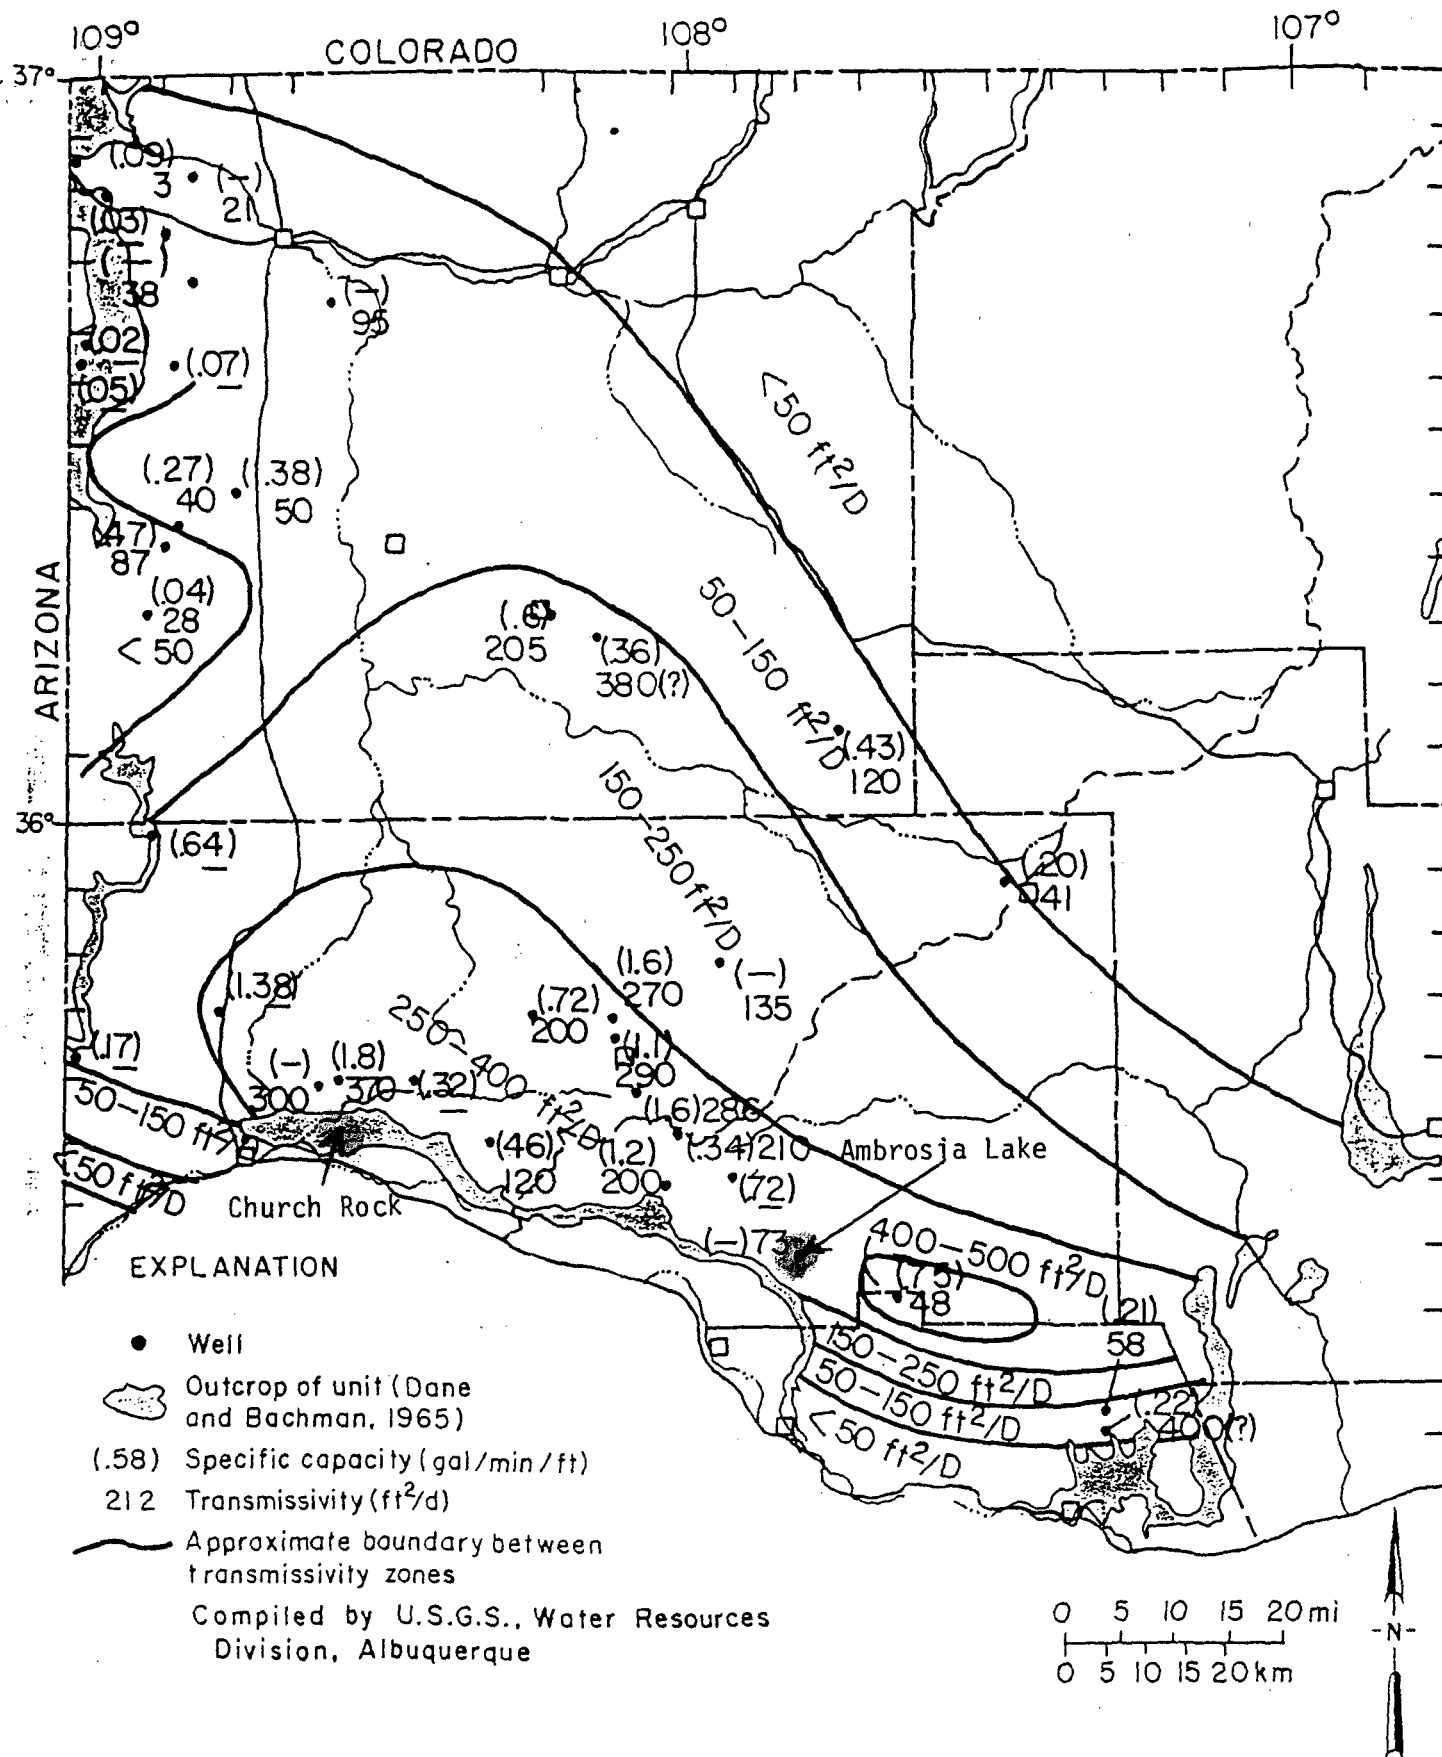 109°
108°
107°
COLORADO
37°
(.09)
3
(—)
21
(.03)
—
(—)
38
(—)
95
(.02
(.07)
(.05)
<50 ft²/D
(.27)
40
(.38)
50
(.47)
87
ARIZONA
(.04)
28
<50
50—150 ft²/D
(.6)
205
(.36)
380(?)
(.43)
120
150—250 ft²/D
36°
(.64)
(.20)
41
(1.38)
(1.6)
270
(—)
135
(.72)
200
250—400 ft²/D
(.17)
(—)
300
(1.8)
370
(.32)
(1.1)
290
50—150 ft²/D
(1.6)286
(.46)
120
(1.2)
200
(.34)210
Ambrosia Lake
<50 ft²/D
(.72)
Church Rock
(—)73
400—500 ft²/D
EXPLANATION
(.75)
48
(.21)
58
Well
150—250 ft²/D
Outcrop of unit (Dane
and Bachman, 1965)
50—150 ft²/D
(.22)
<400(?)
<50 ft²/D
(.58) Specific capacity (gal/min/ft)
212 Transmissivity (ft²/d)
Approximate boundary between
transmissivity zones
Compiled by U.S.G.S., Water Resources
Division, Albuquerque
0 5 10 15 20 mi
0 5 10 15 20 km
-N-